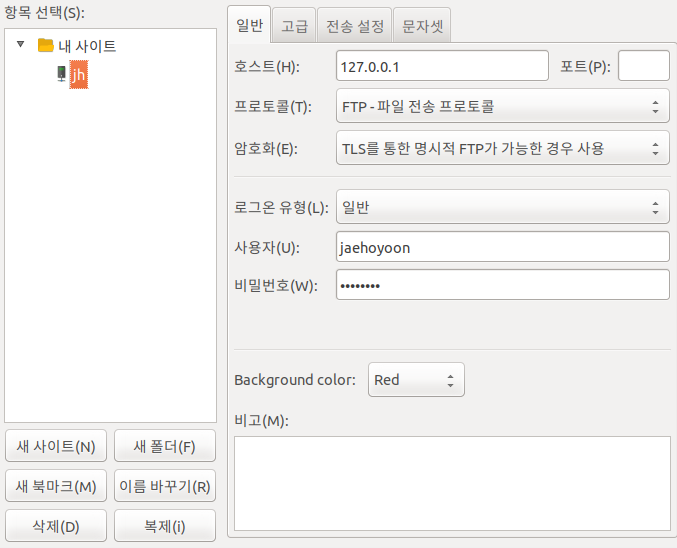 항목 선택(S):
내 사이트
jh
새 사이트(N) 새 폴더(F)
새 북마크(M) 이름 바꾸기(R)
삭제(D) 복제(i)
일반 고급 전송 설정 문자셋
호스트(H): 127.0.0.1 포트(P):
프로토콜(T): FTP - 파일 전송 프로토콜
암호화(E): TLS를 통한 명시적 FTP가 가능한 경우 사용
로그온 유형(L): 일반
사용자(U): jaehoyoon
비밀번호(W): ••••••••
Background color: Red
비고(M):